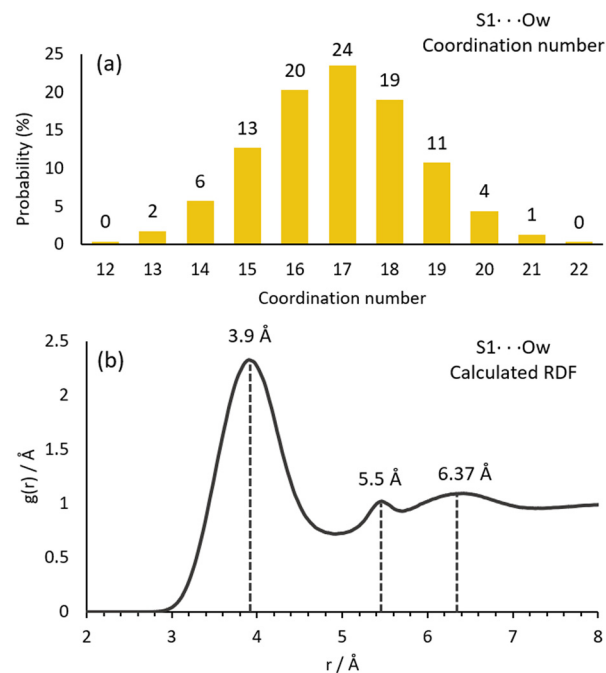 S1···Ow
Coordination number
(a)
Probability (%)
25
20
15
10
5
0
0
2
6
13
20
24
19
11
4
1
0
12 13 14 15 16 17 18 19 20 21 22
Coordination number
S1···Ow
Calculated RDF
(b)
g(r) / Å
2.5
2
1.5
1
0.5
0
3.9 Å
5.5 Å
6.37 Å
2 3 4 5 6 7 8
r / Å